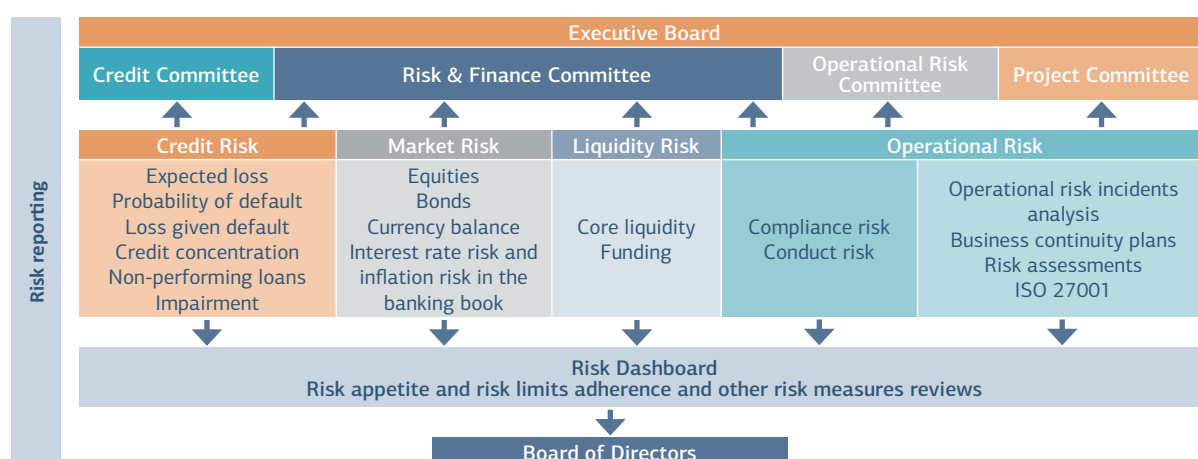 Risk reporting
Executive Board
Credit Committee
Risk & Finance Committee
Operational Risk
Committee
Project Committee
Credit Risk
Expected loss
Probability of default
Loss given default
Credit concentration
Non-performing loans
Impairment
Market Risk
Equities
Bonds
Currency balance
Interest rate risk and
inflation risk in the
banking book
Liquidity Risk
Core liquidity
Funding
Operational Risk
Compliance risk
Conduct risk
Operational risk incidents
analysis
Business continuity plans
Risk assessments
ISO 27001
Risk Dashboard
Risk appetite and risk limits adherence and other risk measures reviews
Board of Directors